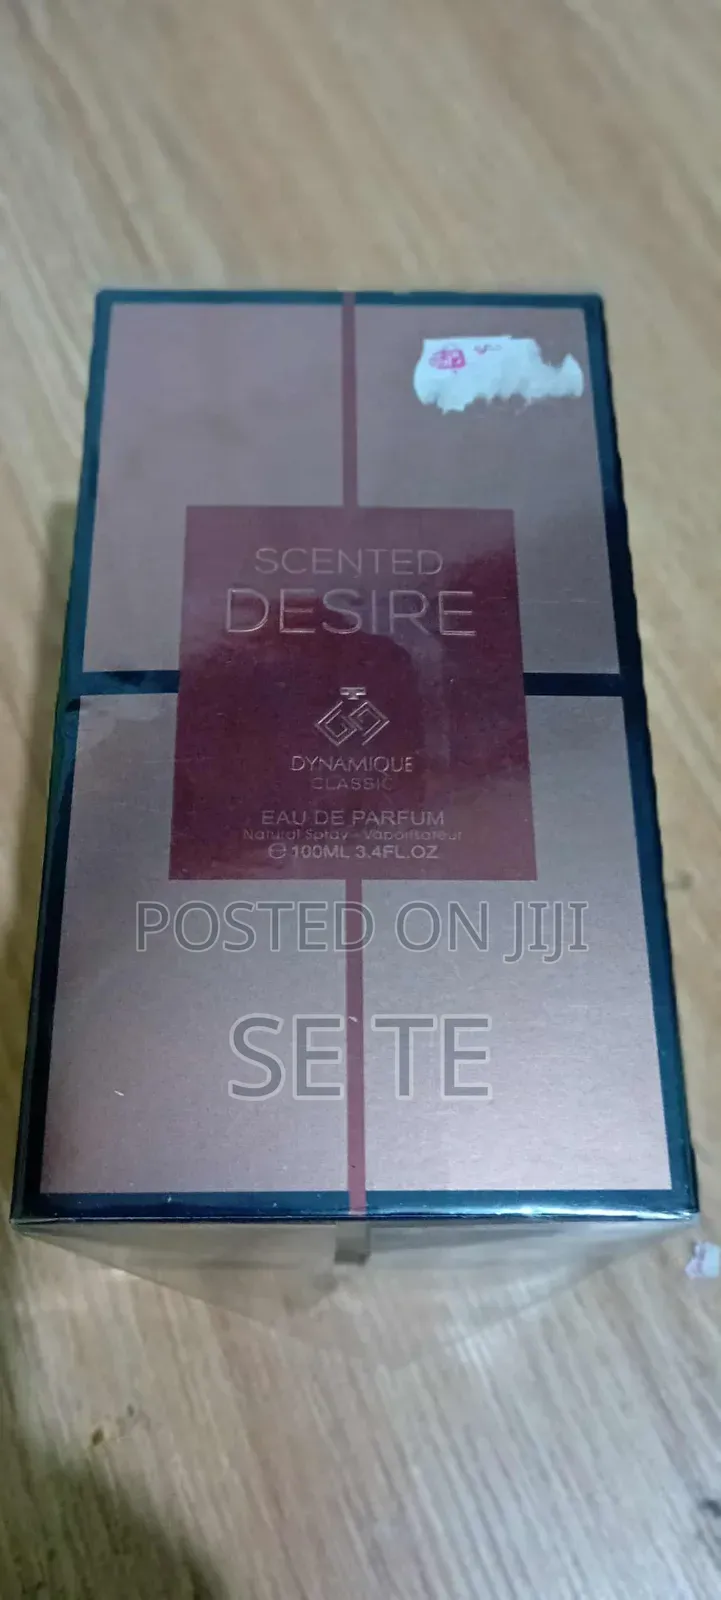 SCENTED
DESIRE
DYNAMIQUE
CLASSIC
EAU DE PARFUM
Natural Spray - Vaporisateur
℮ 100ML 3.4FL.OZ
POSTED ON JIJI
SE TE